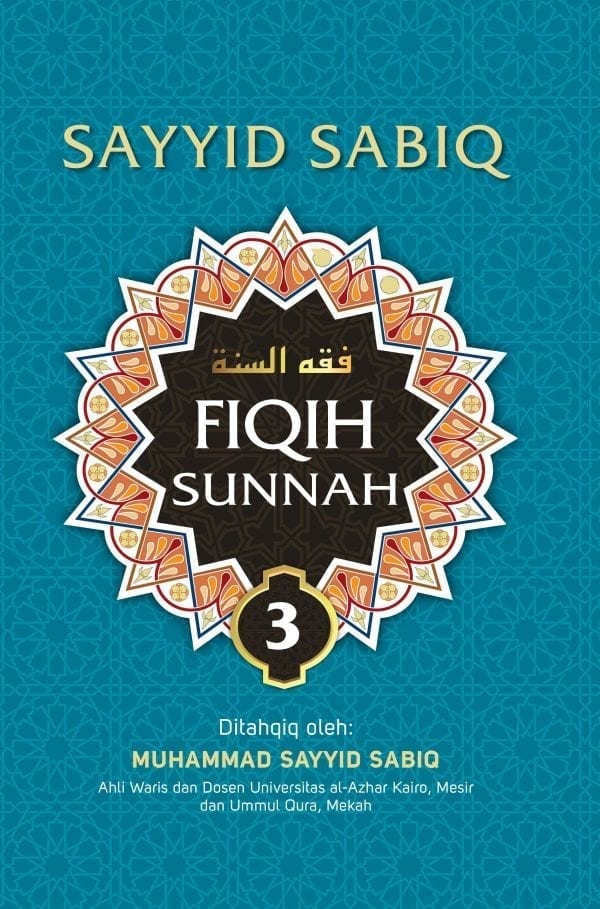 SAYYID SABIQ
فقه السنة
FIQIH
SUNNAH
3
Ditahqiq oleh:
MUHAMMAD SAYYID SABIQ
Ahli Waris dan Dosen Universitas al-Azhar Kairo, Mesir
dan Ummul Qura, Mekah